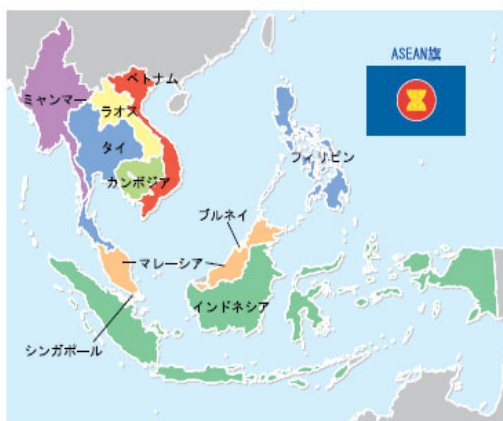 ASEAN旗
ベトナム
ミャンマー
ラオス
タイ
フィリピン
カンボジア
ブルネイ
マレーシア
インドネシア
シンガポール